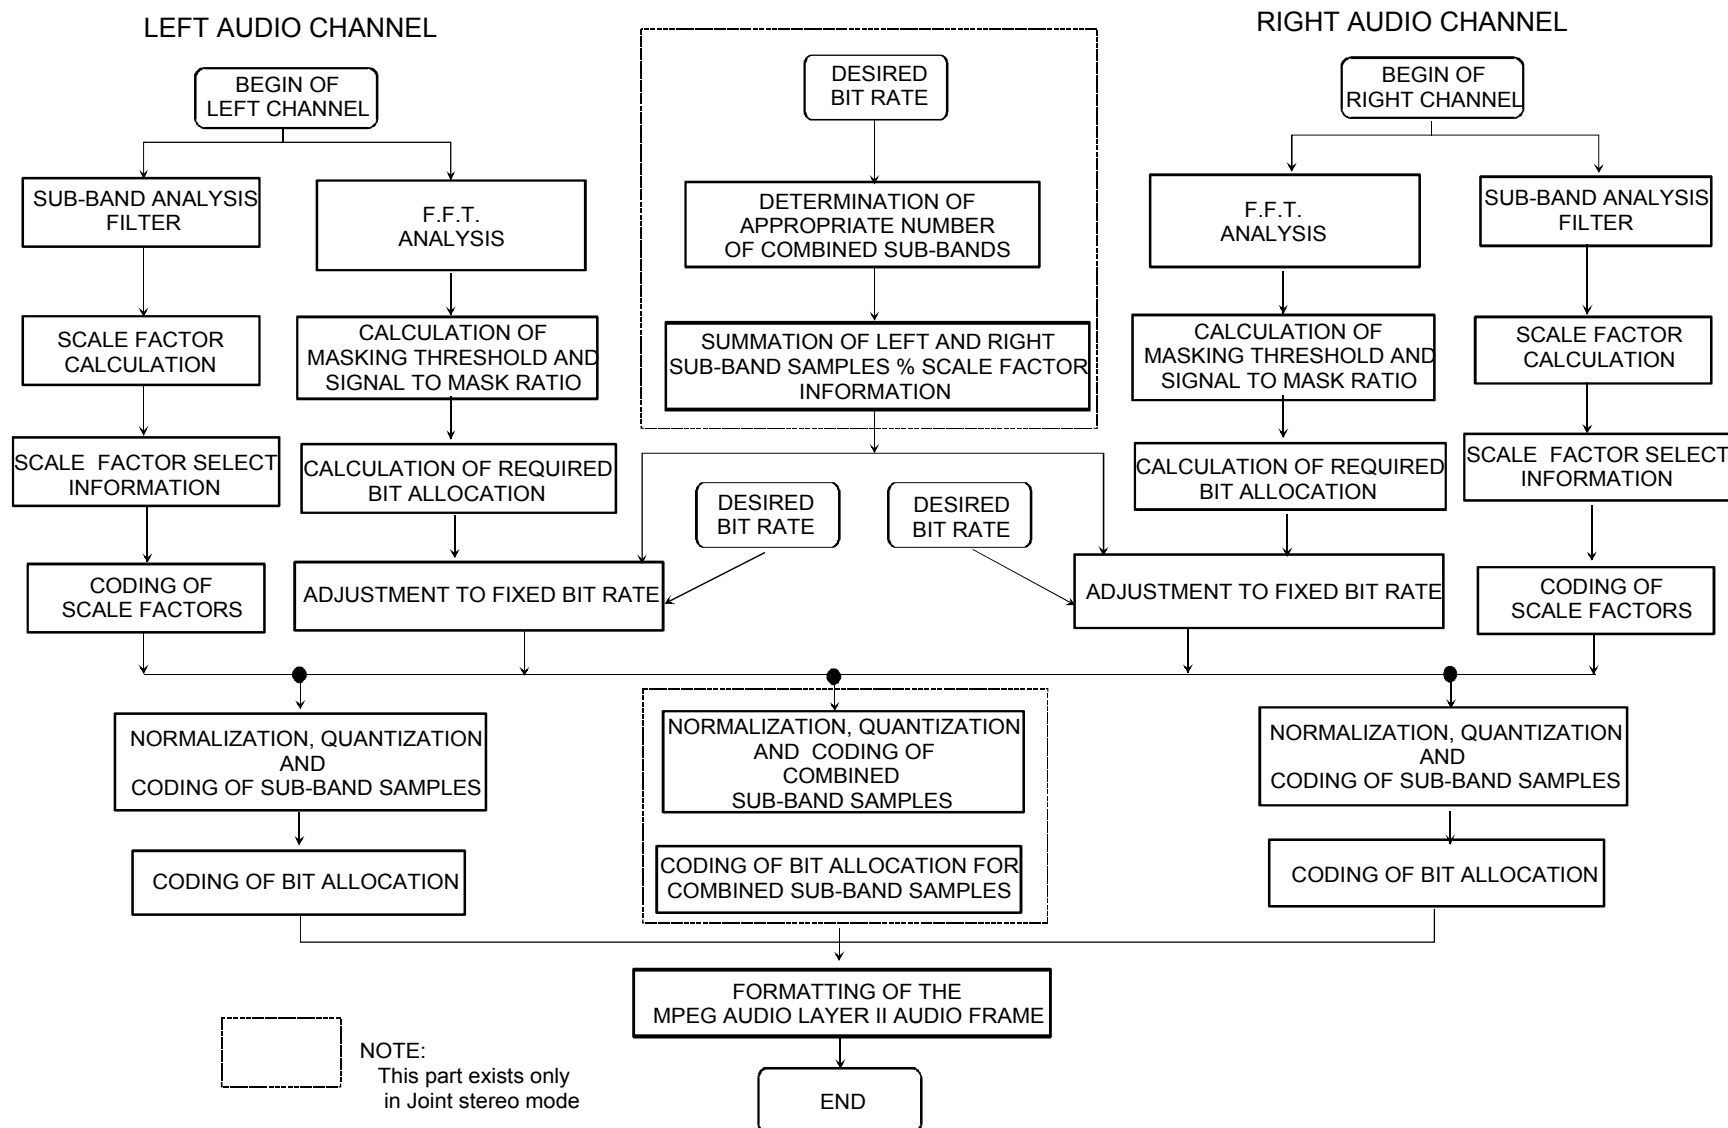 LEFT AUDIO CHANNEL
RIGHT AUDIO CHANNEL
BEGIN OF
LEFT CHANNEL
DESIRED
BIT RATE
BEGIN OF
RIGHT CHANNEL
SUB-BAND ANALYSIS
FILTER
F.F.T.
ANALYSIS
DETERMINATION OF
APPROPRIATE NUMBER
OF COMBINED SUB-BANDS
F.F.T.
ANALYSIS
SUB-BAND ANALYSIS
FILTER
SCALE FACTOR
CALCULATION
CALCULATION OF
MASKING THRESHOLD AND
SIGNAL TO MASK RATIO
SUMMATION OF LEFT AND RIGHT
SUB-BAND SAMPLES % SCALE FACTOR
INFORMATION
CALCULATION OF
MASKING THRESHOLD AND
SIGNAL TO MASK RATIO
SCALE FACTOR
CALCULATION
SCALE FACTOR SELECT
INFORMATION
CALCULATION OF REQUIRED
BIT ALLOCATION
DESIRED
BIT RATE
DESIRED
BIT RATE
CALCULATION OF REQUIRED
BIT ALLOCATION
SCALE FACTOR SELECT
INFORMATION
CODING OF
SCALE FACTORS
ADJUSTMENT TO FIXED BIT RATE
ADJUSTMENT TO FIXED BIT RATE
CODING OF
SCALE FACTORS
NORMALIZATION, QUANTIZATION
AND
CODING OF SUB-BAND SAMPLES
NORMALIZATION, QUANTIZATION
AND CODING OF
COMBINED
SUB-BAND SAMPLES
NORMALIZATION, QUANTIZATION
AND
CODING OF SUB-BAND SAMPLES
CODING OF BIT ALLOCATION
CODING OF BIT ALLOCATION FOR
COMBINED SUB-BAND SAMPLES
CODING OF BIT ALLOCATION
FORMATTING OF THE
MPEG AUDIO LAYER II AUDIO FRAME
NOTE:
This part exists only
in Joint stereo mode
END